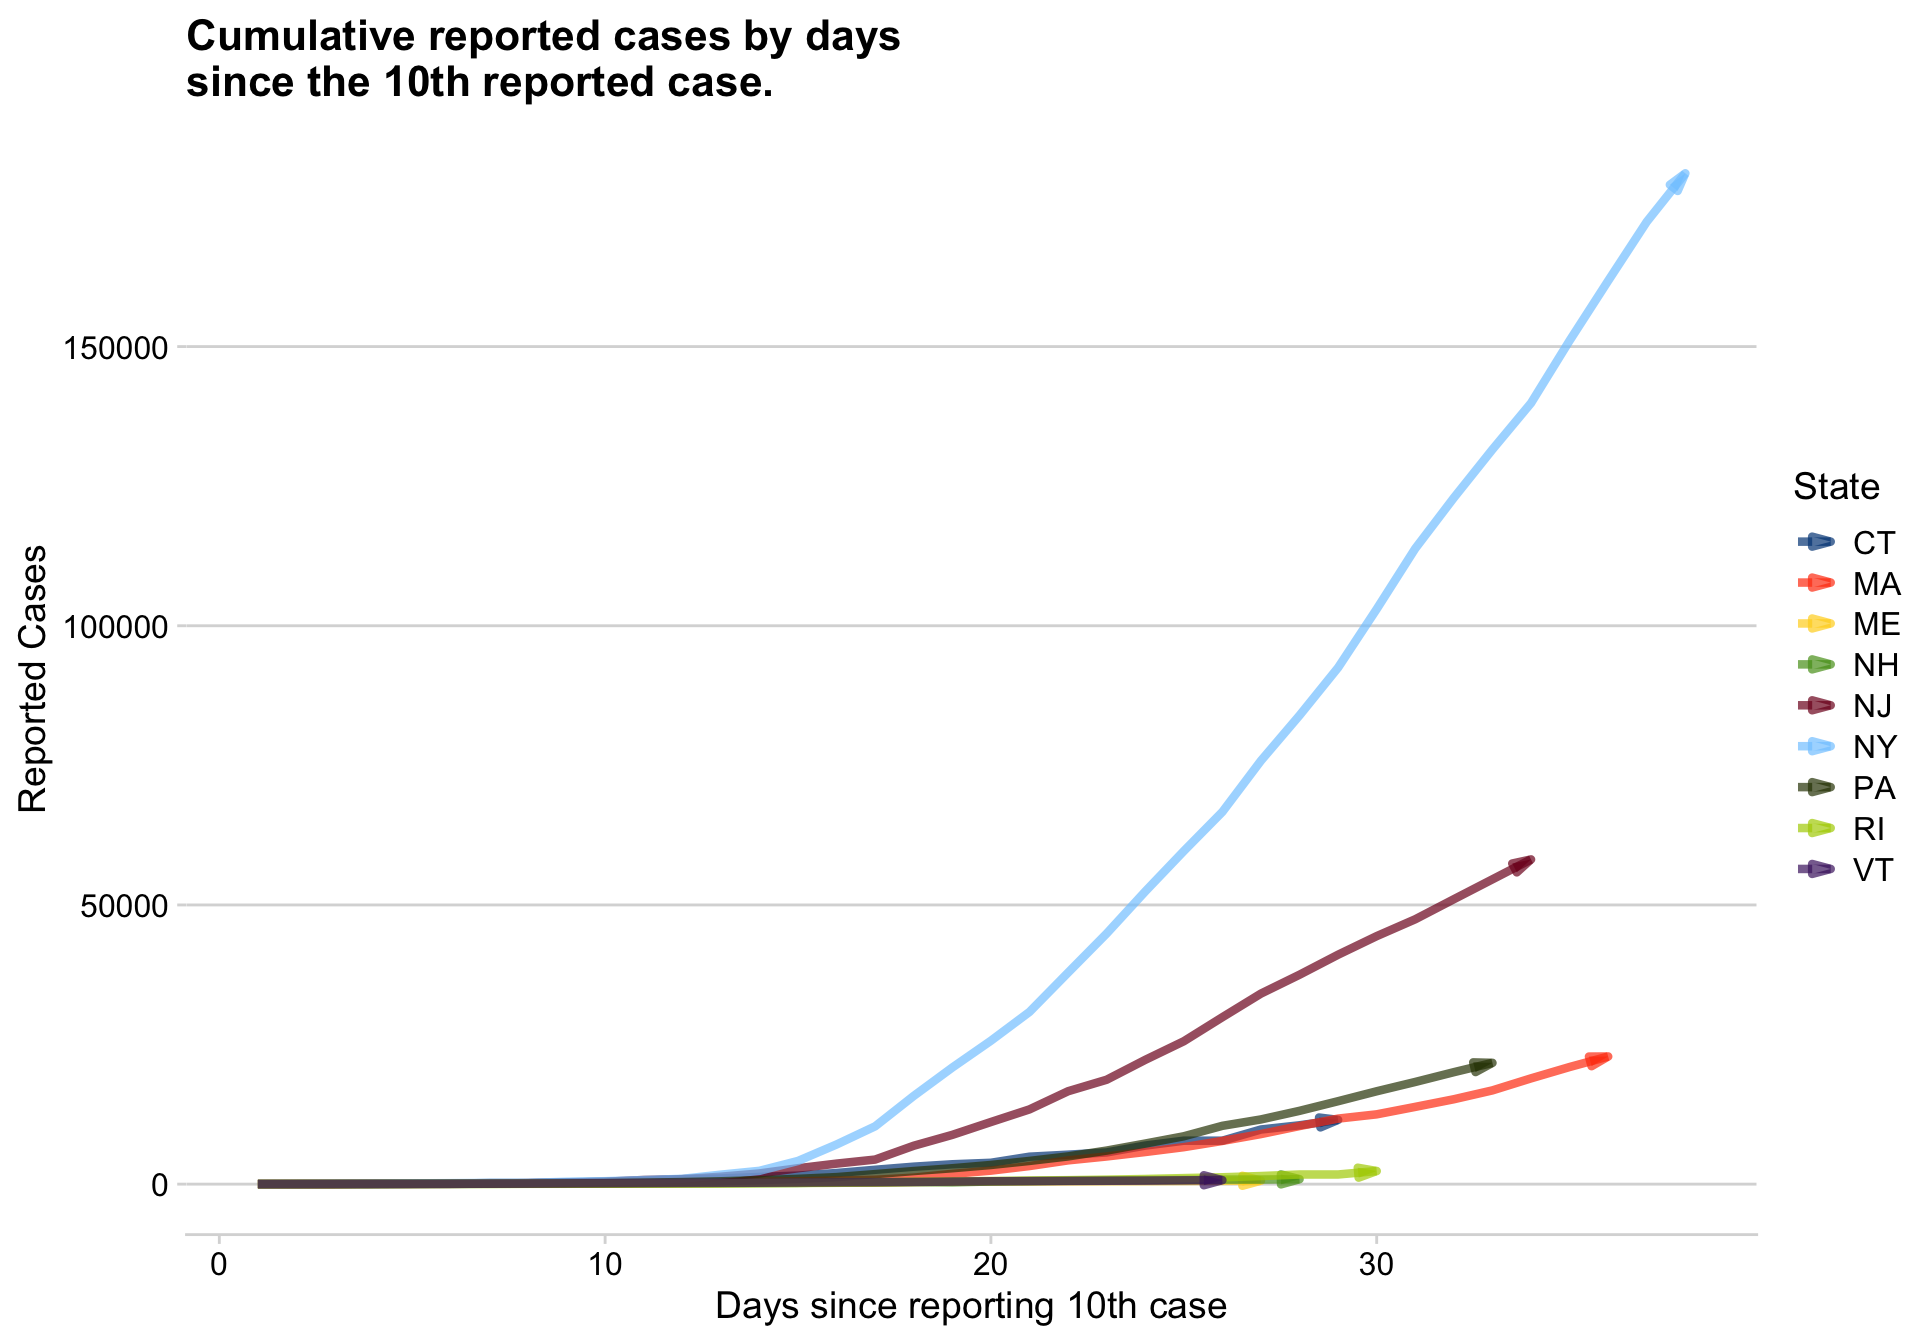 Cumulative reported cases by days
since the 10th reported case.
150000
100000
50000
0
Reported Cases
0
10
20
30
Days since reporting 10th case
State
CT
MA
ME
NH
NJ
NY
PA
RI
VT